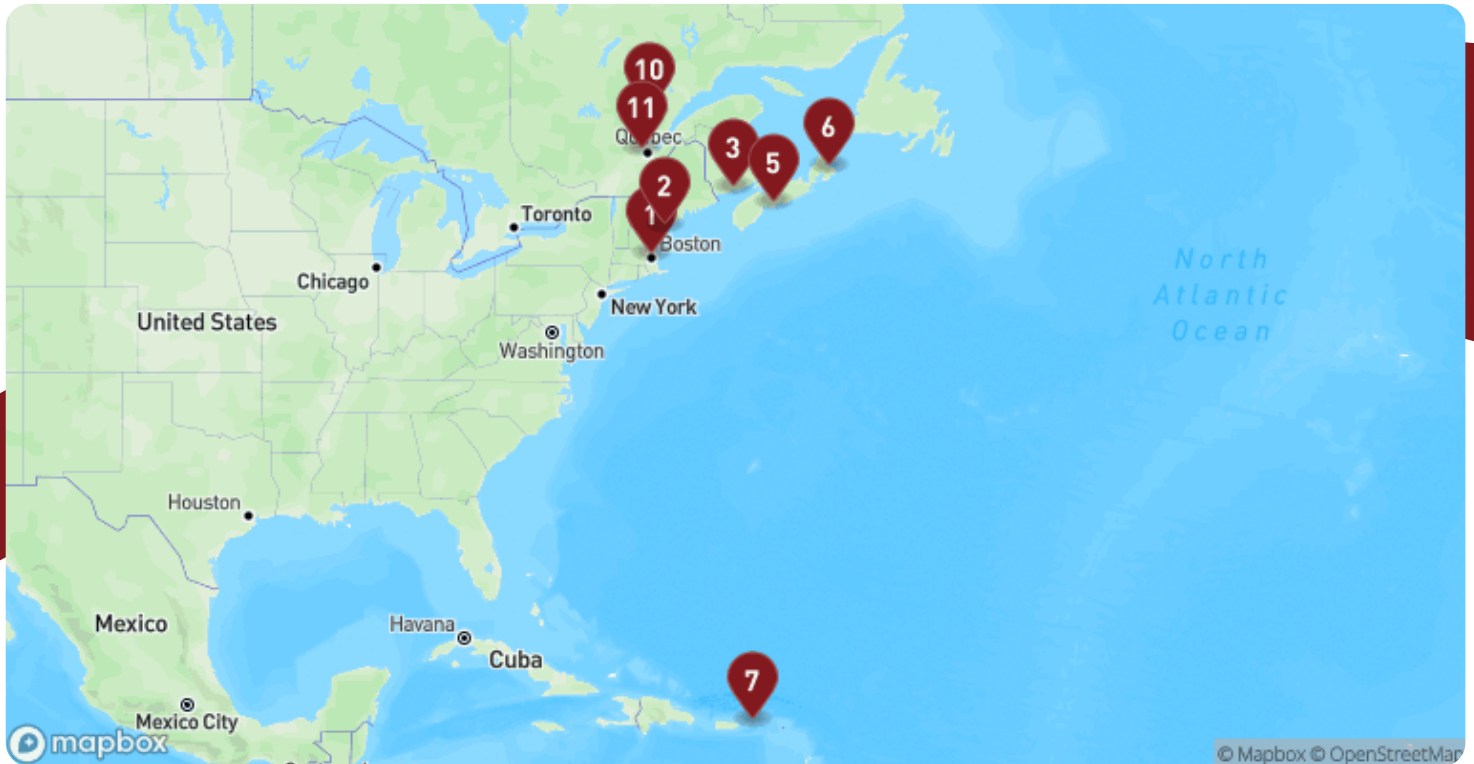 10
11
Quebec
6
3
5
2
1
Toronto
Boston
Chicago
New York
North
Atlantic
Ocean
United States
Washington
Houston
Mexico
Havana
Cuba
7
Mexico City
mapbox
© Mapbox © OpenStreetMap